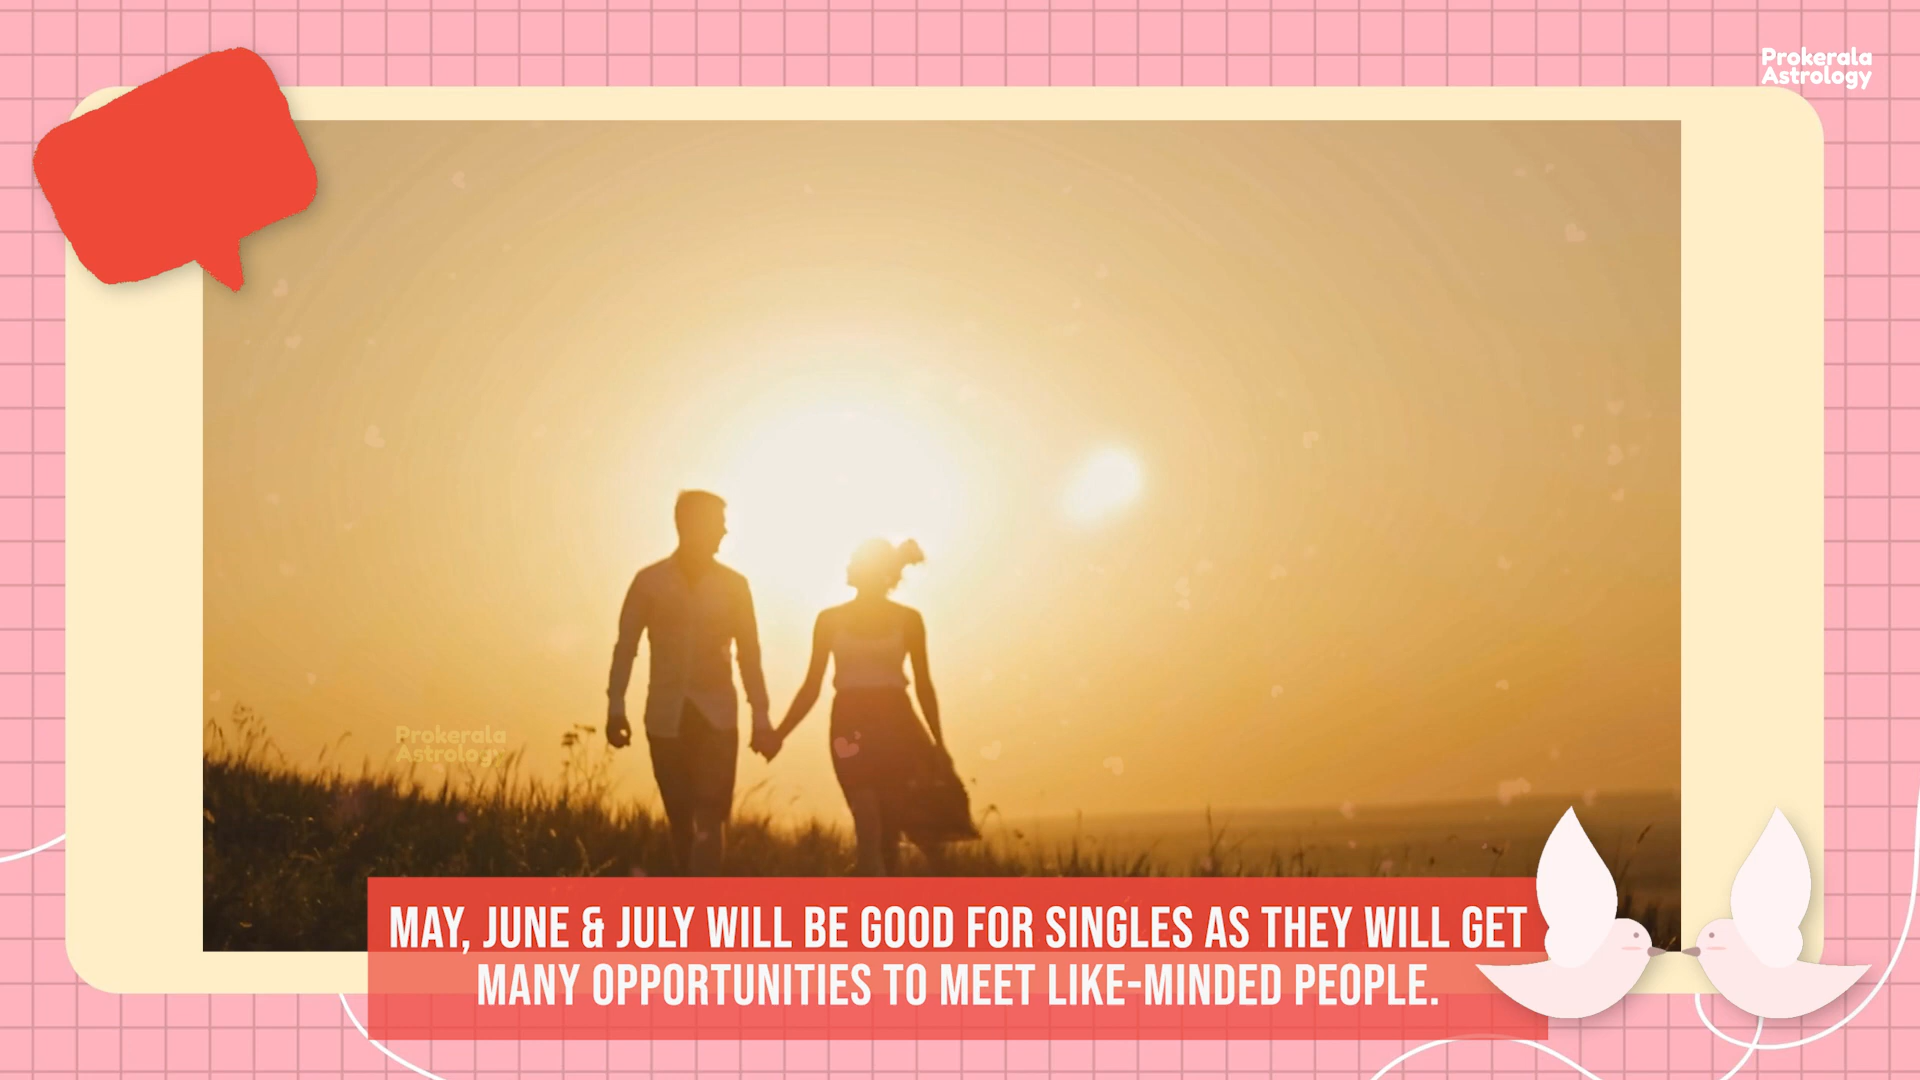 Prokerala
Astrology
Prokerala
Astrology
MAY, JUNE & JULY WILL BE GOOD FOR SINGLES AS THEY WILL GET
MANY OPPORTUNITIES TO MEET LIKE-MINDED PEOPLE.